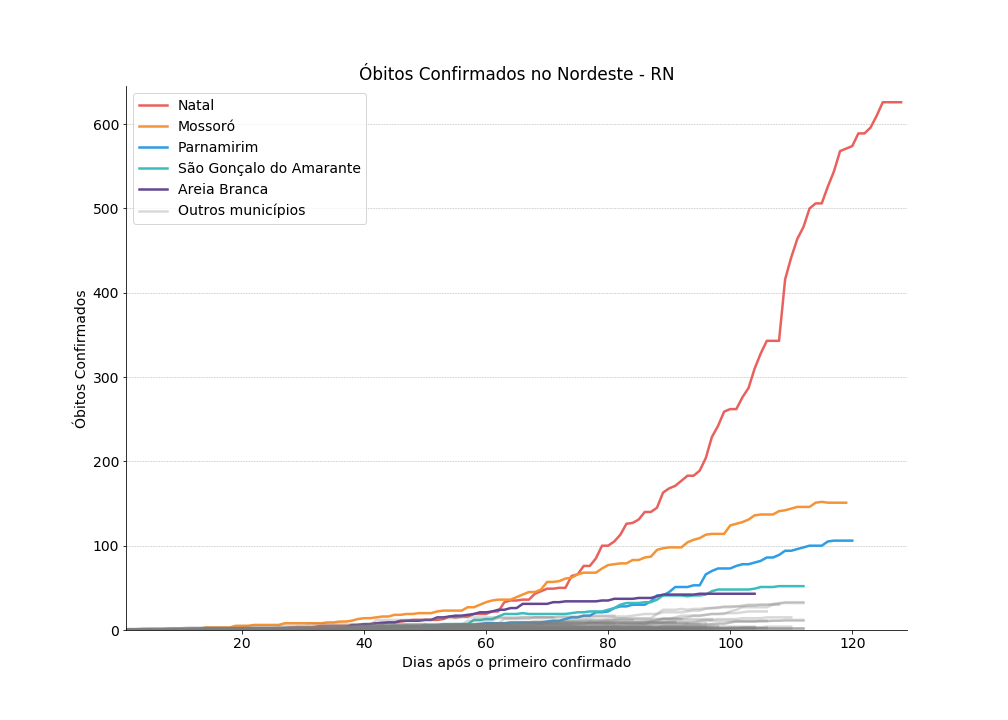 Óbitos Confirmados no Nordeste - RN
Natal
Mossoró
Parnamirim
São Gonçalo do Amarante
Areia Branca
Outros municípios
600
500
400
300
200
100
0
Óbitos Confirmados
20
40
60
80
100
120
Dias após o primeiro confirmado